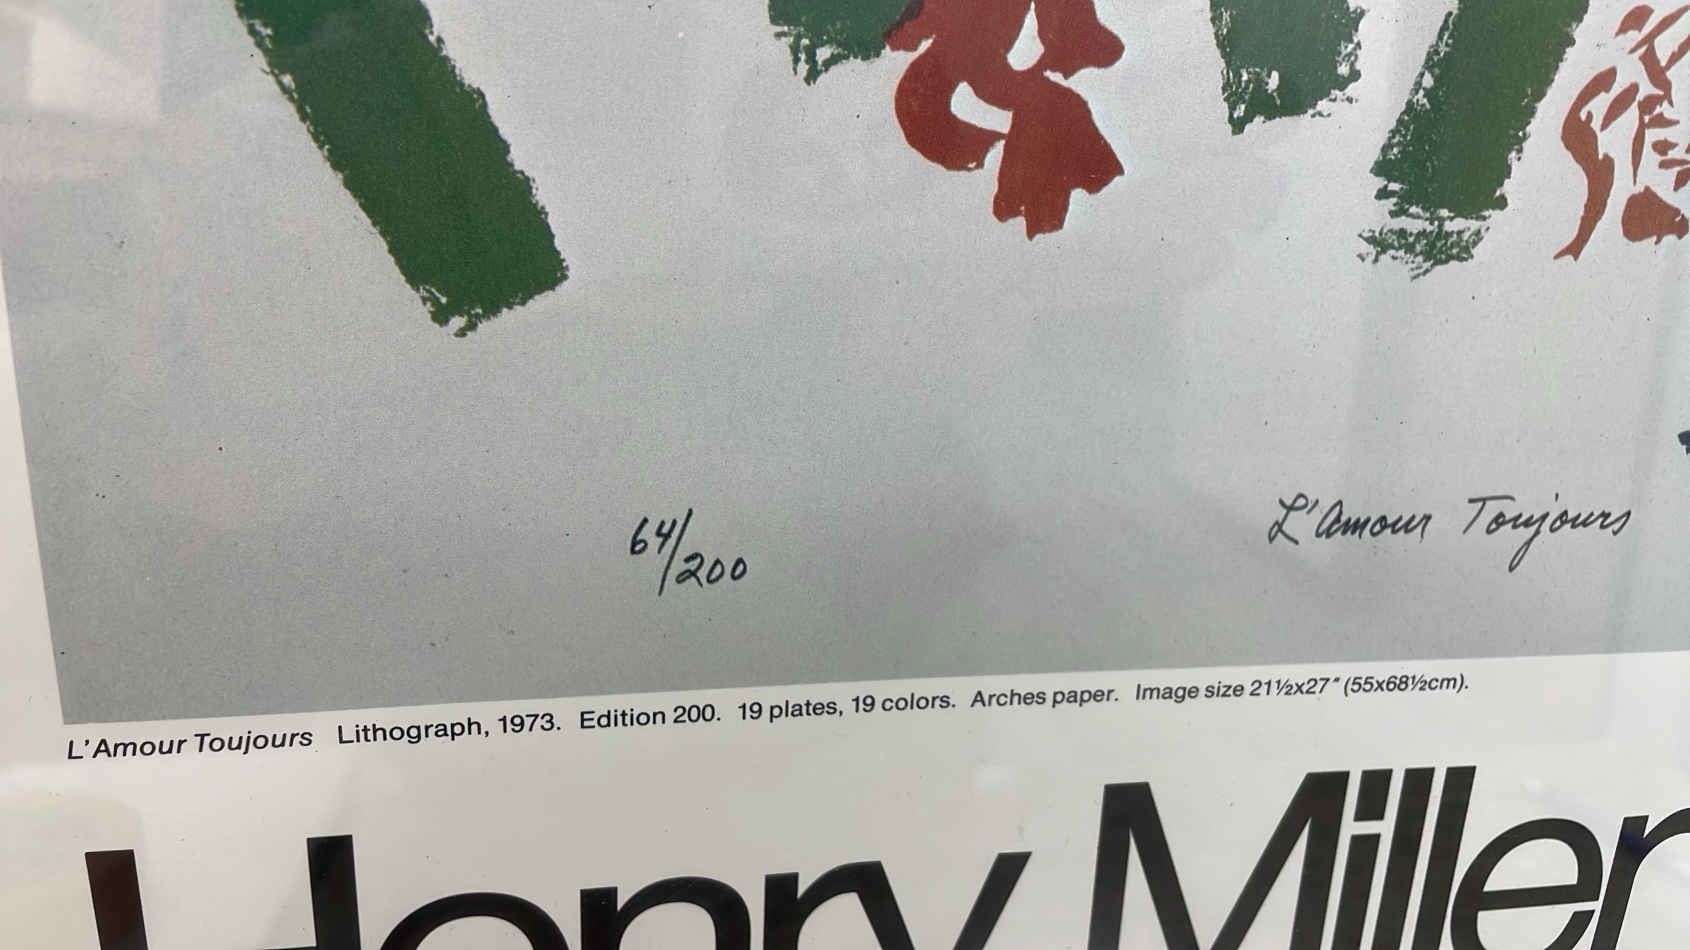 64/200
L'Amour Toujours
L'Amour Toujours Lithograph, 1973. Edition 200. 19 plates, 19 colors. Arches paper. Image size 21½x27″ (55x68½cm).
Henry Miller